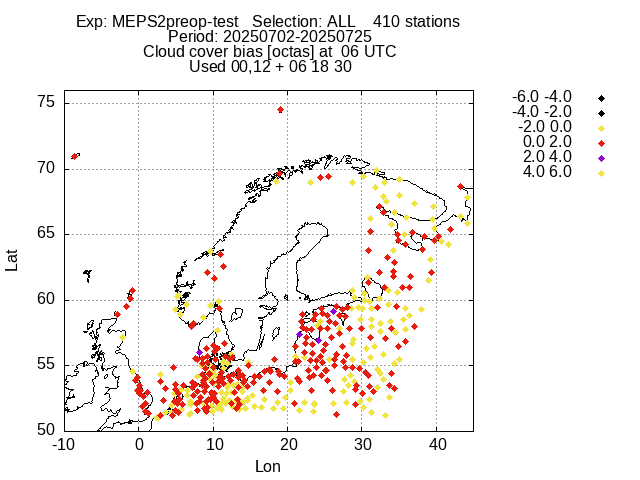 Exp: MEPS2preop-test   Selection: ALL    410 stations
Period: 20250702-20250725
Cloud cover bias [octas] at  06 UTC
Used 00,12 + 06 18 30
-6.0 -4.0
-4.0 -2.0
-2.0 0.0
0.0 2.0
2.0 4.0
4.0 6.0
75
70
65
60
55
50
Lat
-10 0 10 20 30 40
Lon